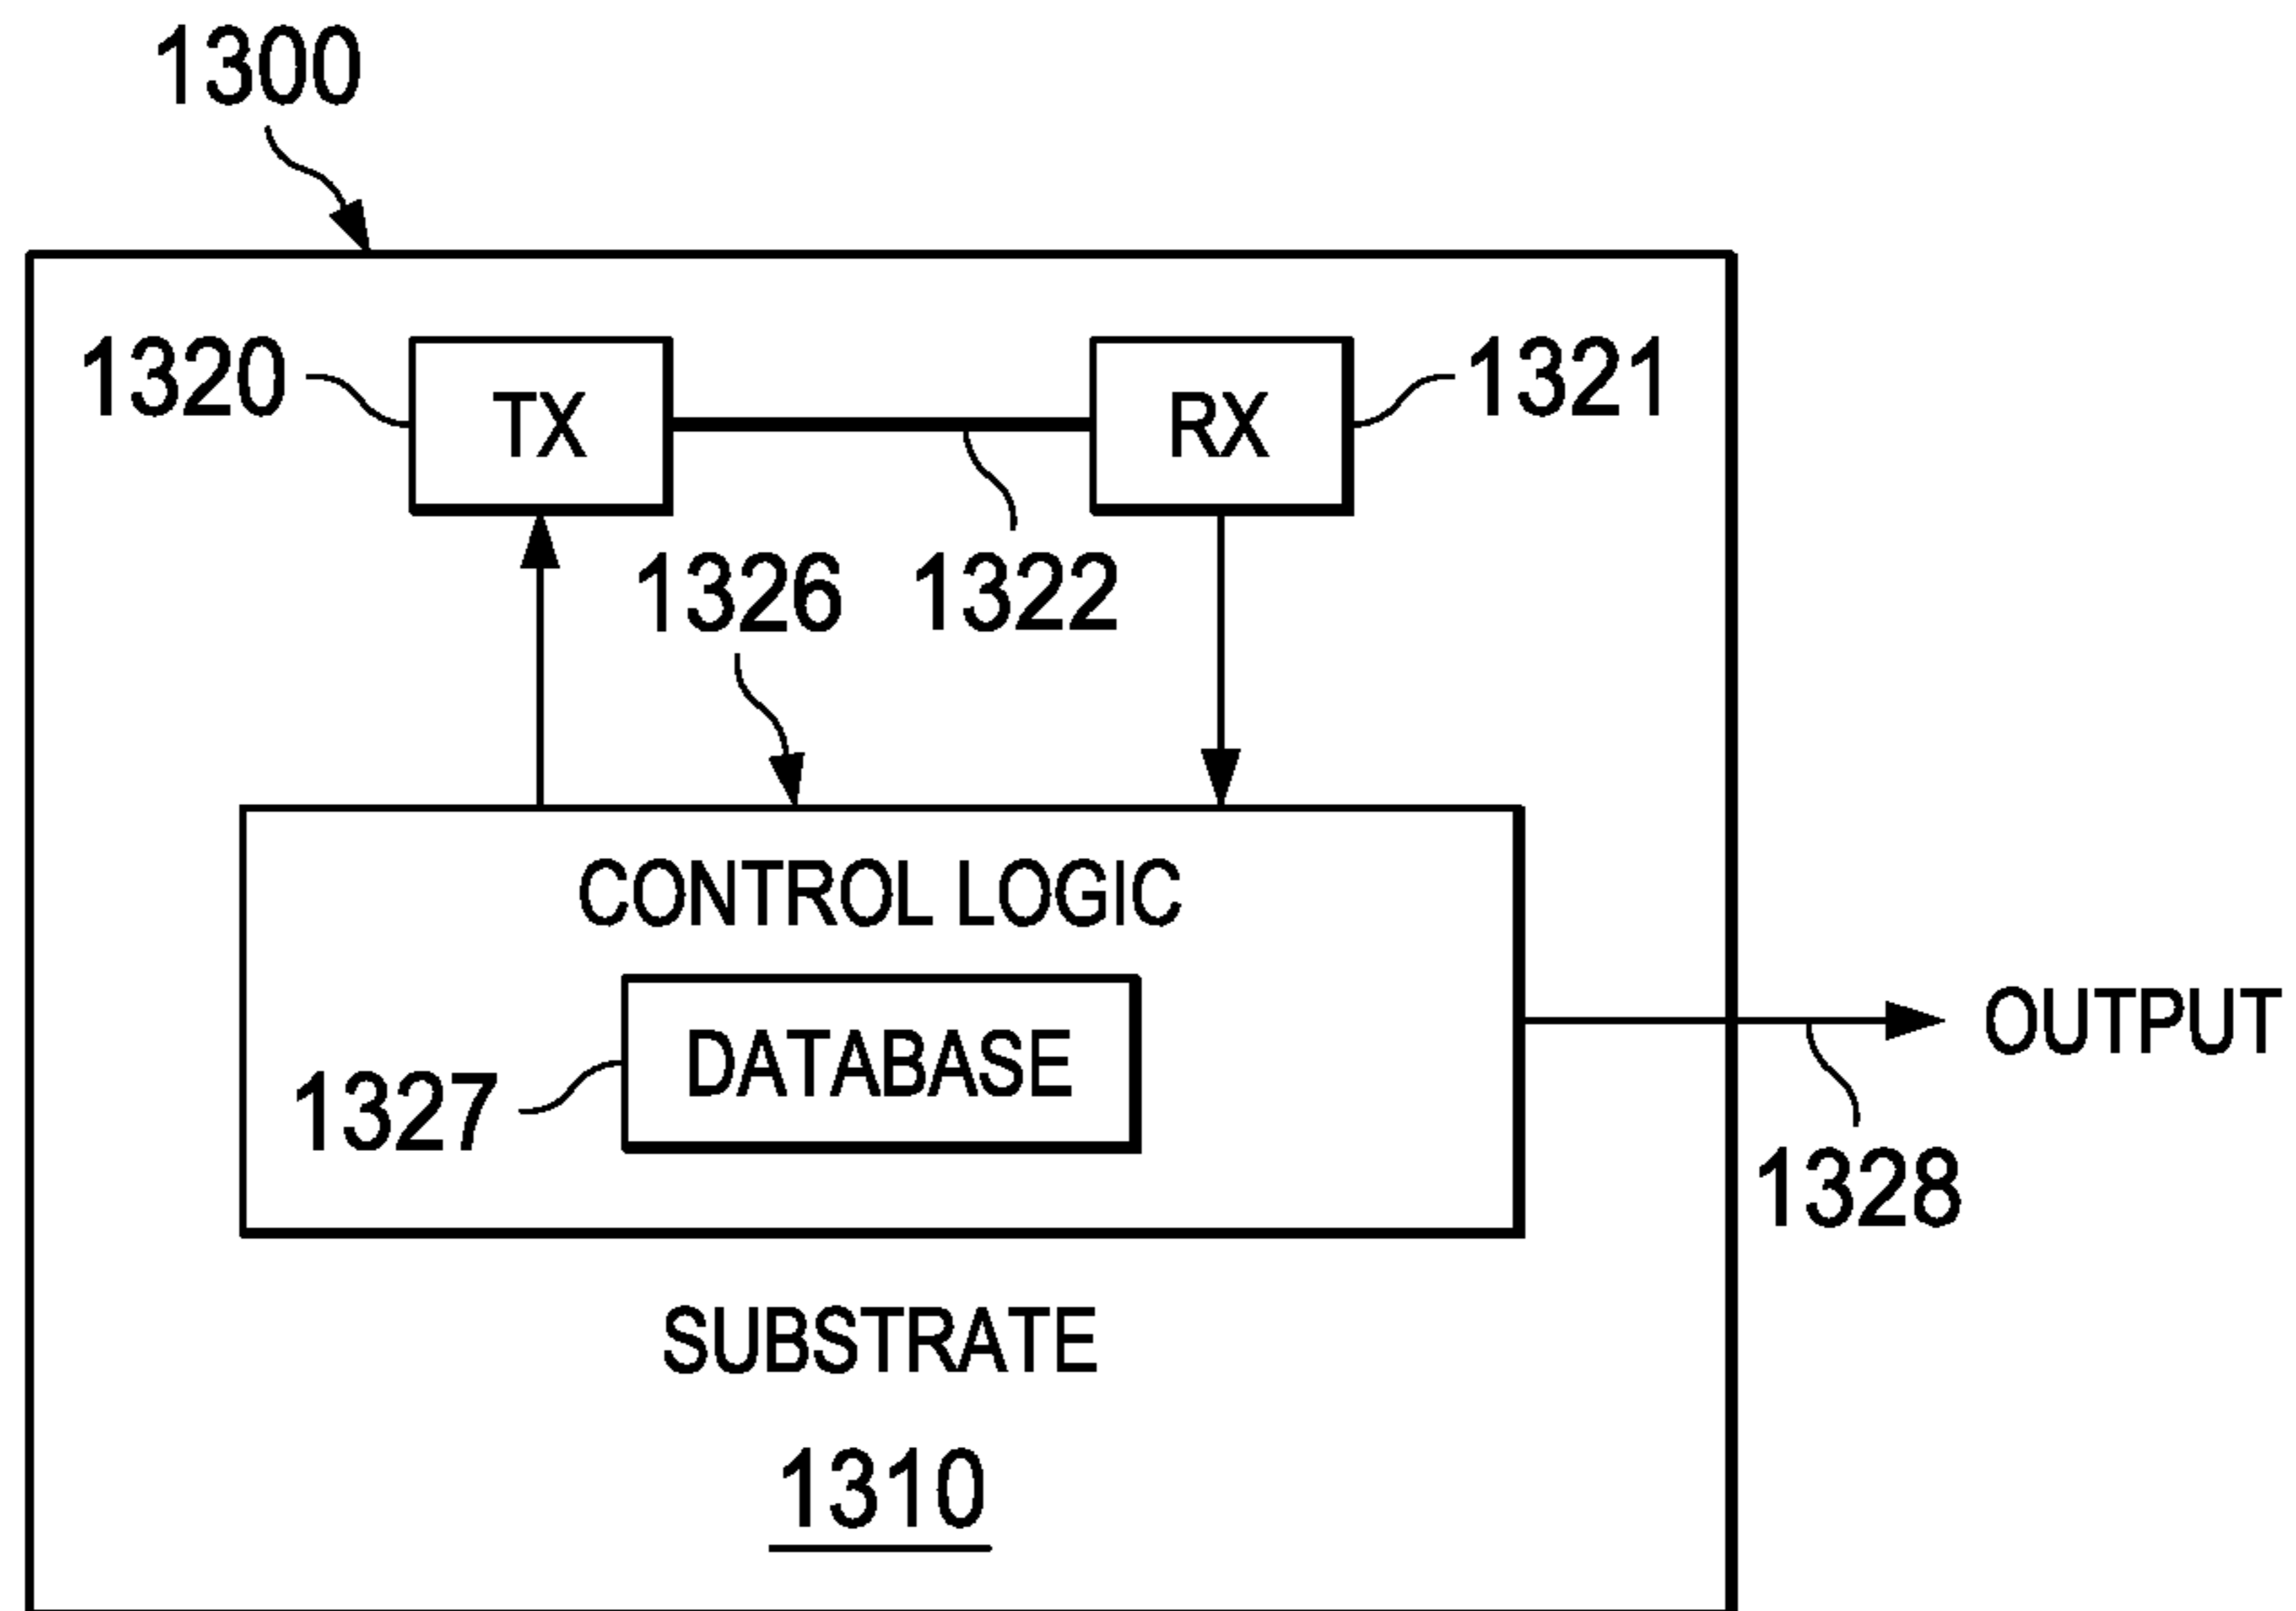 1300
1320
TX
RX
1321
1326
1322
CONTROL LOGIC
DATABASE
1327
OUTPUT
1328
SUBSTRATE
1310